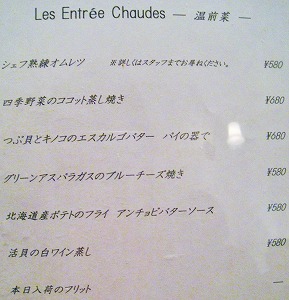 Les Entrée Chaudes — 温前菜 —
シェフ熟練オムレツ ※詳しくはスタッフまでお尋ねください。 ¥580
四季野菜のココット蒸し焼き ¥680
つぶ貝とキノコのエスカルゴバター パイの器で ¥680
グリーンアスパラガスのブルーチーズ焼き ¥580
北海道産ポテトのフライ アンチョビバターソース ¥580
活貝の白ワイン蒸し ¥580
本日入荷のフリット —